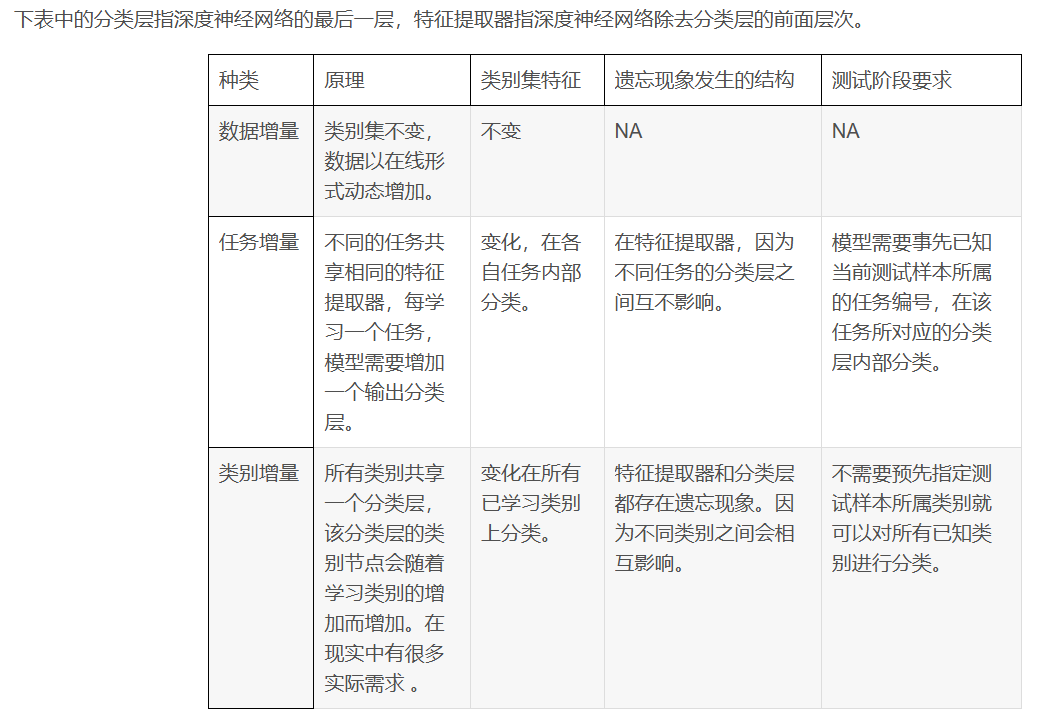 下表中的分类层指深度神经网络的最后一层，特征提取器指深度神经网络除去分类层的前面层次。
种类
原理
类别集特征
遗忘现象发生的结构
测试阶段要求
数据增量
类别集不变，
数据以在线形
式动态增加。
不变
NA
NA
任务增量
不同的任务共
享相同的特征
提取器，每学
习一个任务，
模型需要增加
一个输出分类
层。
变化，在各
自任务内部
分类。
在特征提取器，因为
不同任务的分类层之
间互不影响。
模型需要事先已知
当前测试样本所属
的任务编号，在该
任务所对应的分类
层内部分类。
类别增量
所有类别共享
一个分类层，
该分类层的类
别节点会随着
学习类别的增
加而增加。在
现实中有很多
实际需求 。
变化在所有
已学习类别
上分类。
特征提取器和分类层
都存在遗忘现象。因
为不同类别之间会相
互影响。
不需要预先指定测
试样本所属类别就
可以对所有已知类
别进行分类。